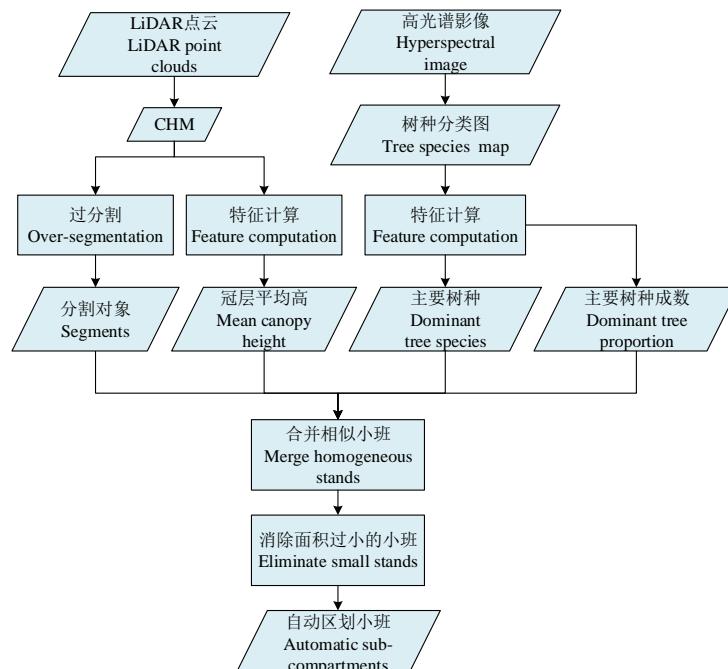 LiDAR点云
LiDAR point
clouds
高光谱影像
Hyperspectral
image
CHM
树种分类图
Tree species map
过分割
Over-segmentation
特征计算
Feature computation
特征计算
Feature computation
分割对象
Segments
冠层平均高
Mean canopy
height
主要树种
Dominant
tree species
主要树种成数
Dominant tree
proportion
合并相似小班
Merge homogeneous
stands
消除面积过小的小班
Eliminate small stands
自动区划小班
Automatic sub-
compartments